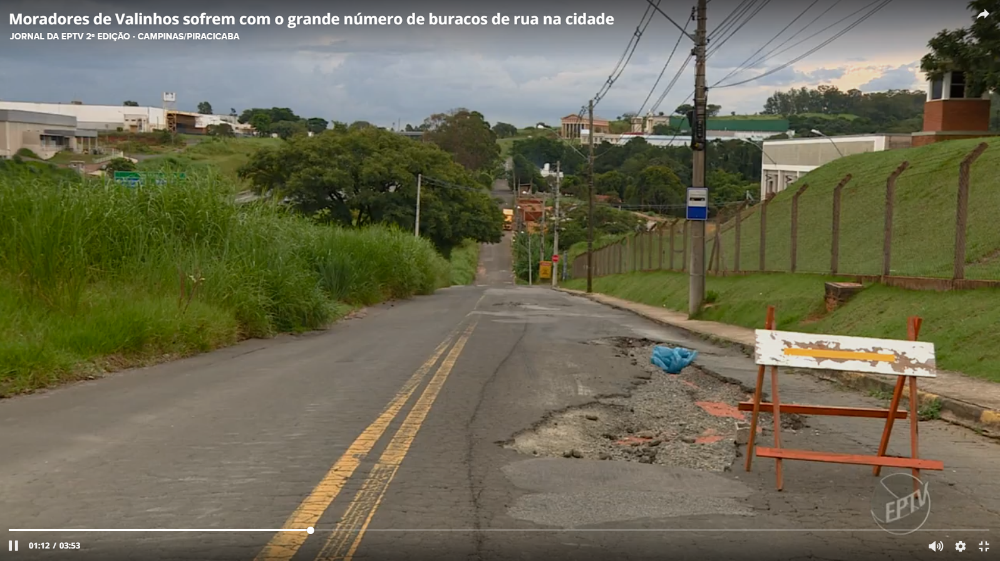 Moradores de Valinhos sofrem com o grande número de buracos de rua na cidade
JORNAL DA EPTV 2ª EDIÇÃO - CAMPINAS/PIRACICABA
EPTV
01:12 / 03:53